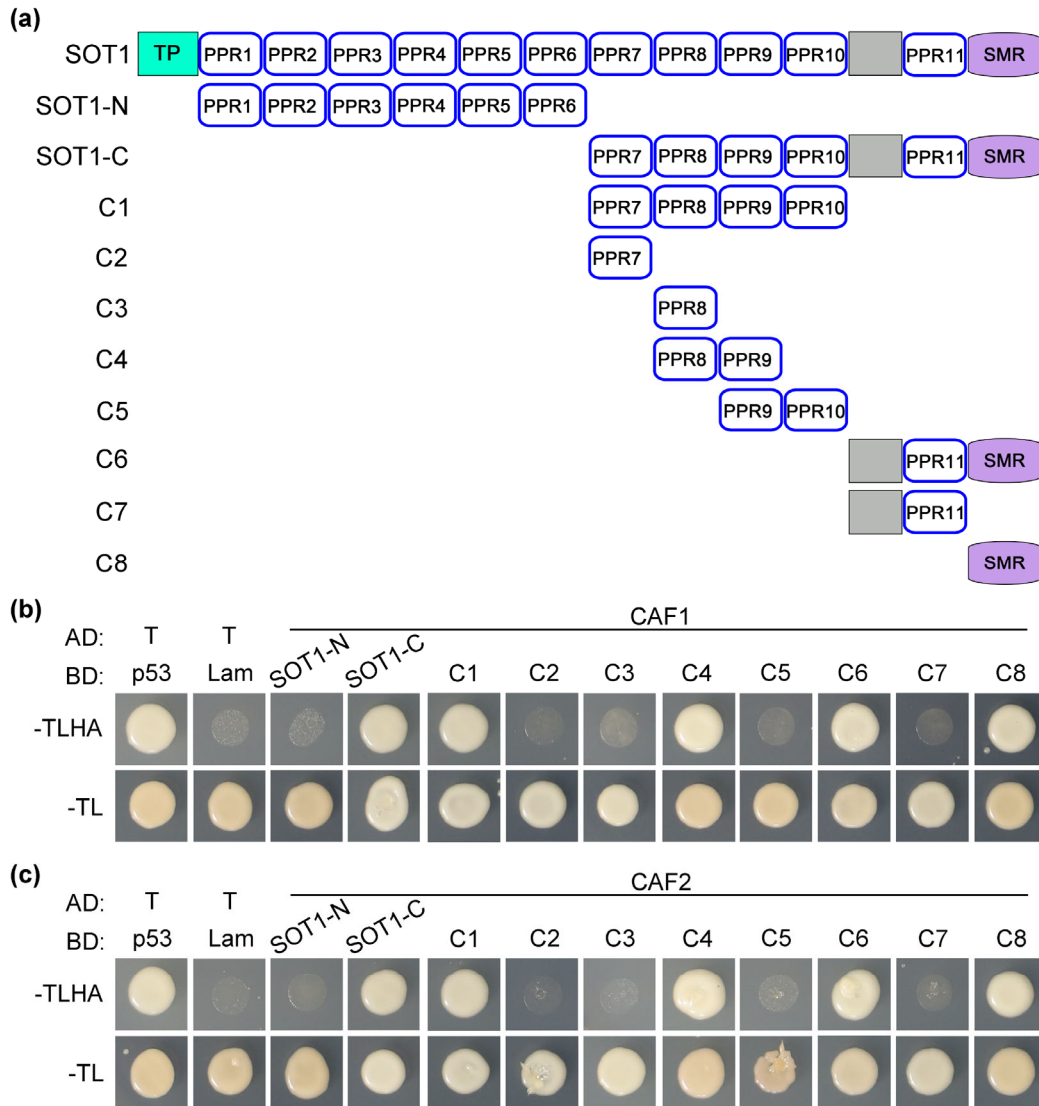 (a)
SOT1 TP PPR1 PPR2 PPR3 PPR4 PPR5 PPR6 PPR7 PPR8 PPR9 PPR10 PPR11 SMR
SOT1-N PPR1 PPR2 PPR3 PPR4 PPR5 PPR6
SOT1-C PPR7 PPR8 PPR9 PPR10 PPR11 SMR
C1 PPR7 PPR8 PPR9 PPR10
C2 PPR7
C3 PPR8
C4 PPR8 PPR9
C5 PPR9 PPR10
C6 PPR11 SMR
C7 PPR11
C8 SMR
(b)
CAF1
AD: T T
BD: p53 Lam SOT1-N SOT1-C C1 C2 C3 C4 C5 C6 C7 C8
-TLHA
-TL
(c)
CAF2
AD: T T
BD: p53 Lam SOT1-N SOT1-C C1 C2 C3 C4 C5 C6 C7 C8
-TLHA
-TL